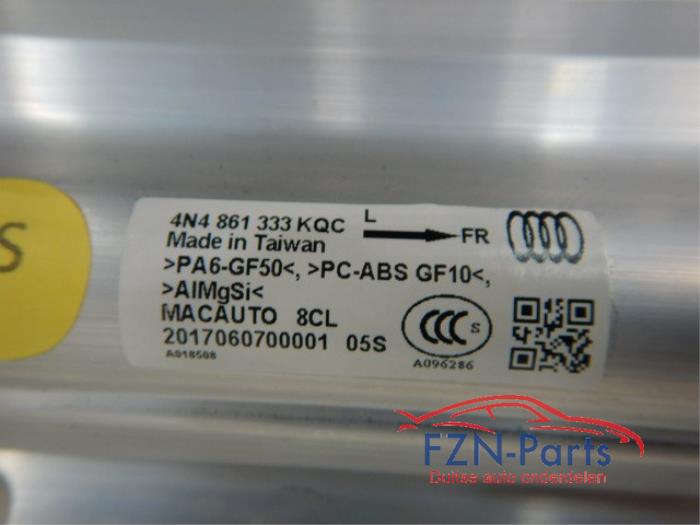 S
4N4 861 333 KQC L FR
Made in Taiwan
>PA6-GF50<, >PC-ABS GF10<,
>AlMgSi<
MACAUTO 8CL
2017060700001 05S
A018508
CCC S
A096286
FZN-Parts
Duitse auto onderdelen